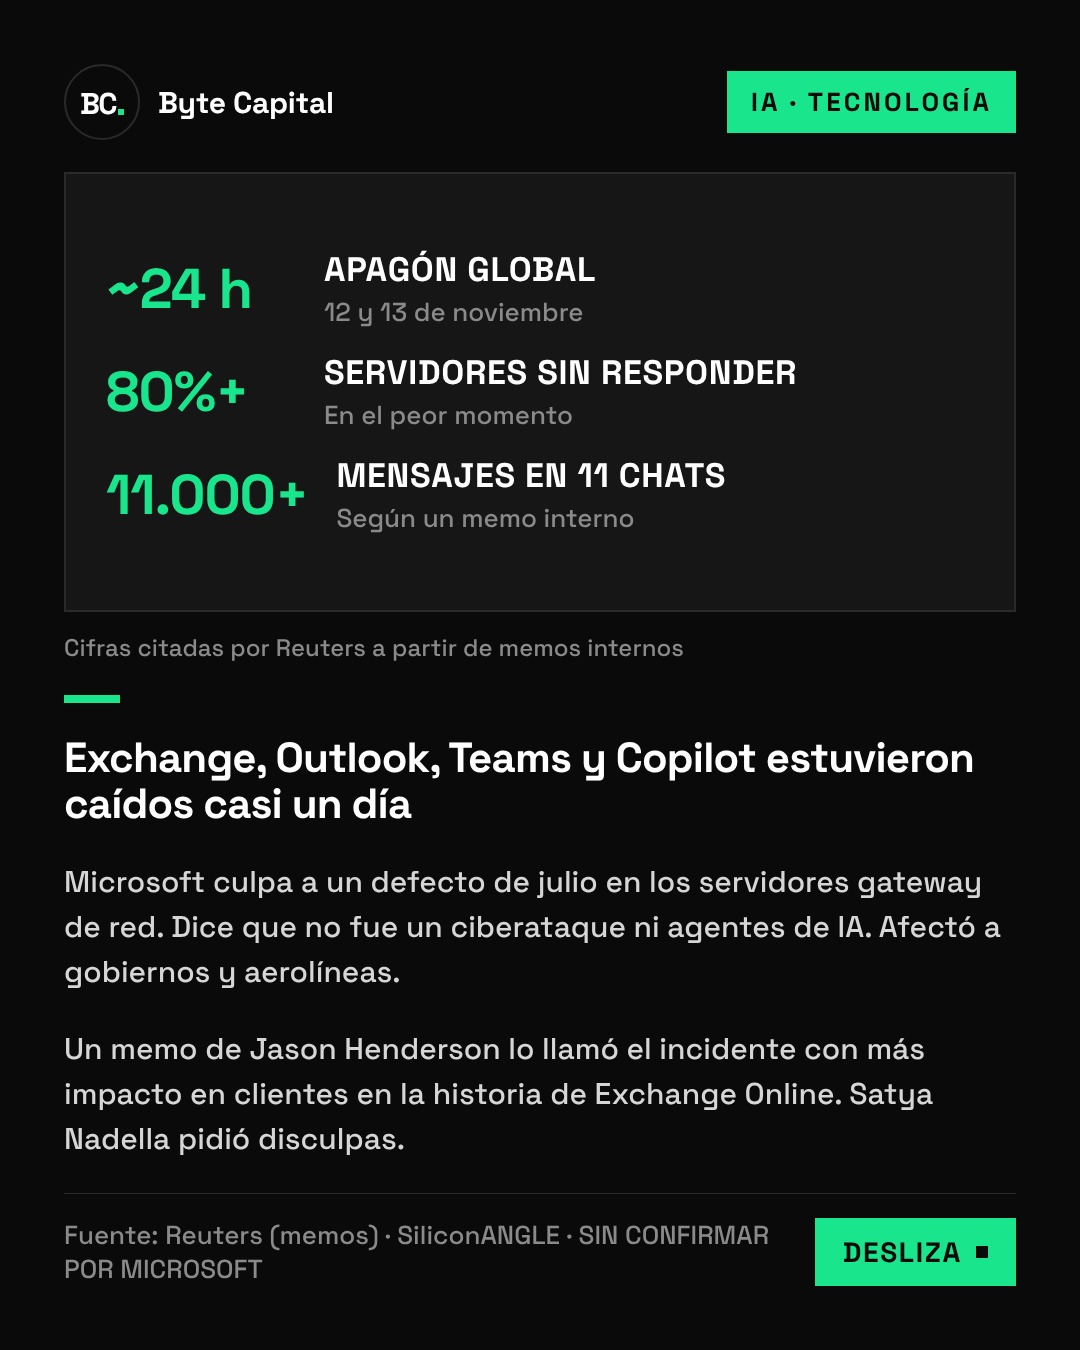 BC.
Byte Capital
IA · TECNOLOGÍA
~24 h
APAGÓN GLOBAL
12 y 13 de noviembre
80%+
SERVIDORES SIN RESPONDER
En el peor momento
11.000+
MENSAJES EN 11 CHATS
Según un memo interno
Cifras citadas por Reuters a partir de memos internos
Exchange, Outlook, Teams y Copilot estuvieron
caídos casi un día
Microsoft culpa a un defecto de julio en los servidores gateway
de red. Dice que no fue un ciberataque ni agentes de IA. Afectó a
gobiernos y aerolíneas.
Un memo de Jason Henderson lo llamó el incidente con más
impacto en clientes en la historia de Exchange Online. Satya
Nadella pidió disculpas.
Fuente: Reuters (memos) · SiliconANGLE · SIN CONFIRMAR
POR MICROSOFT
DESLIZA